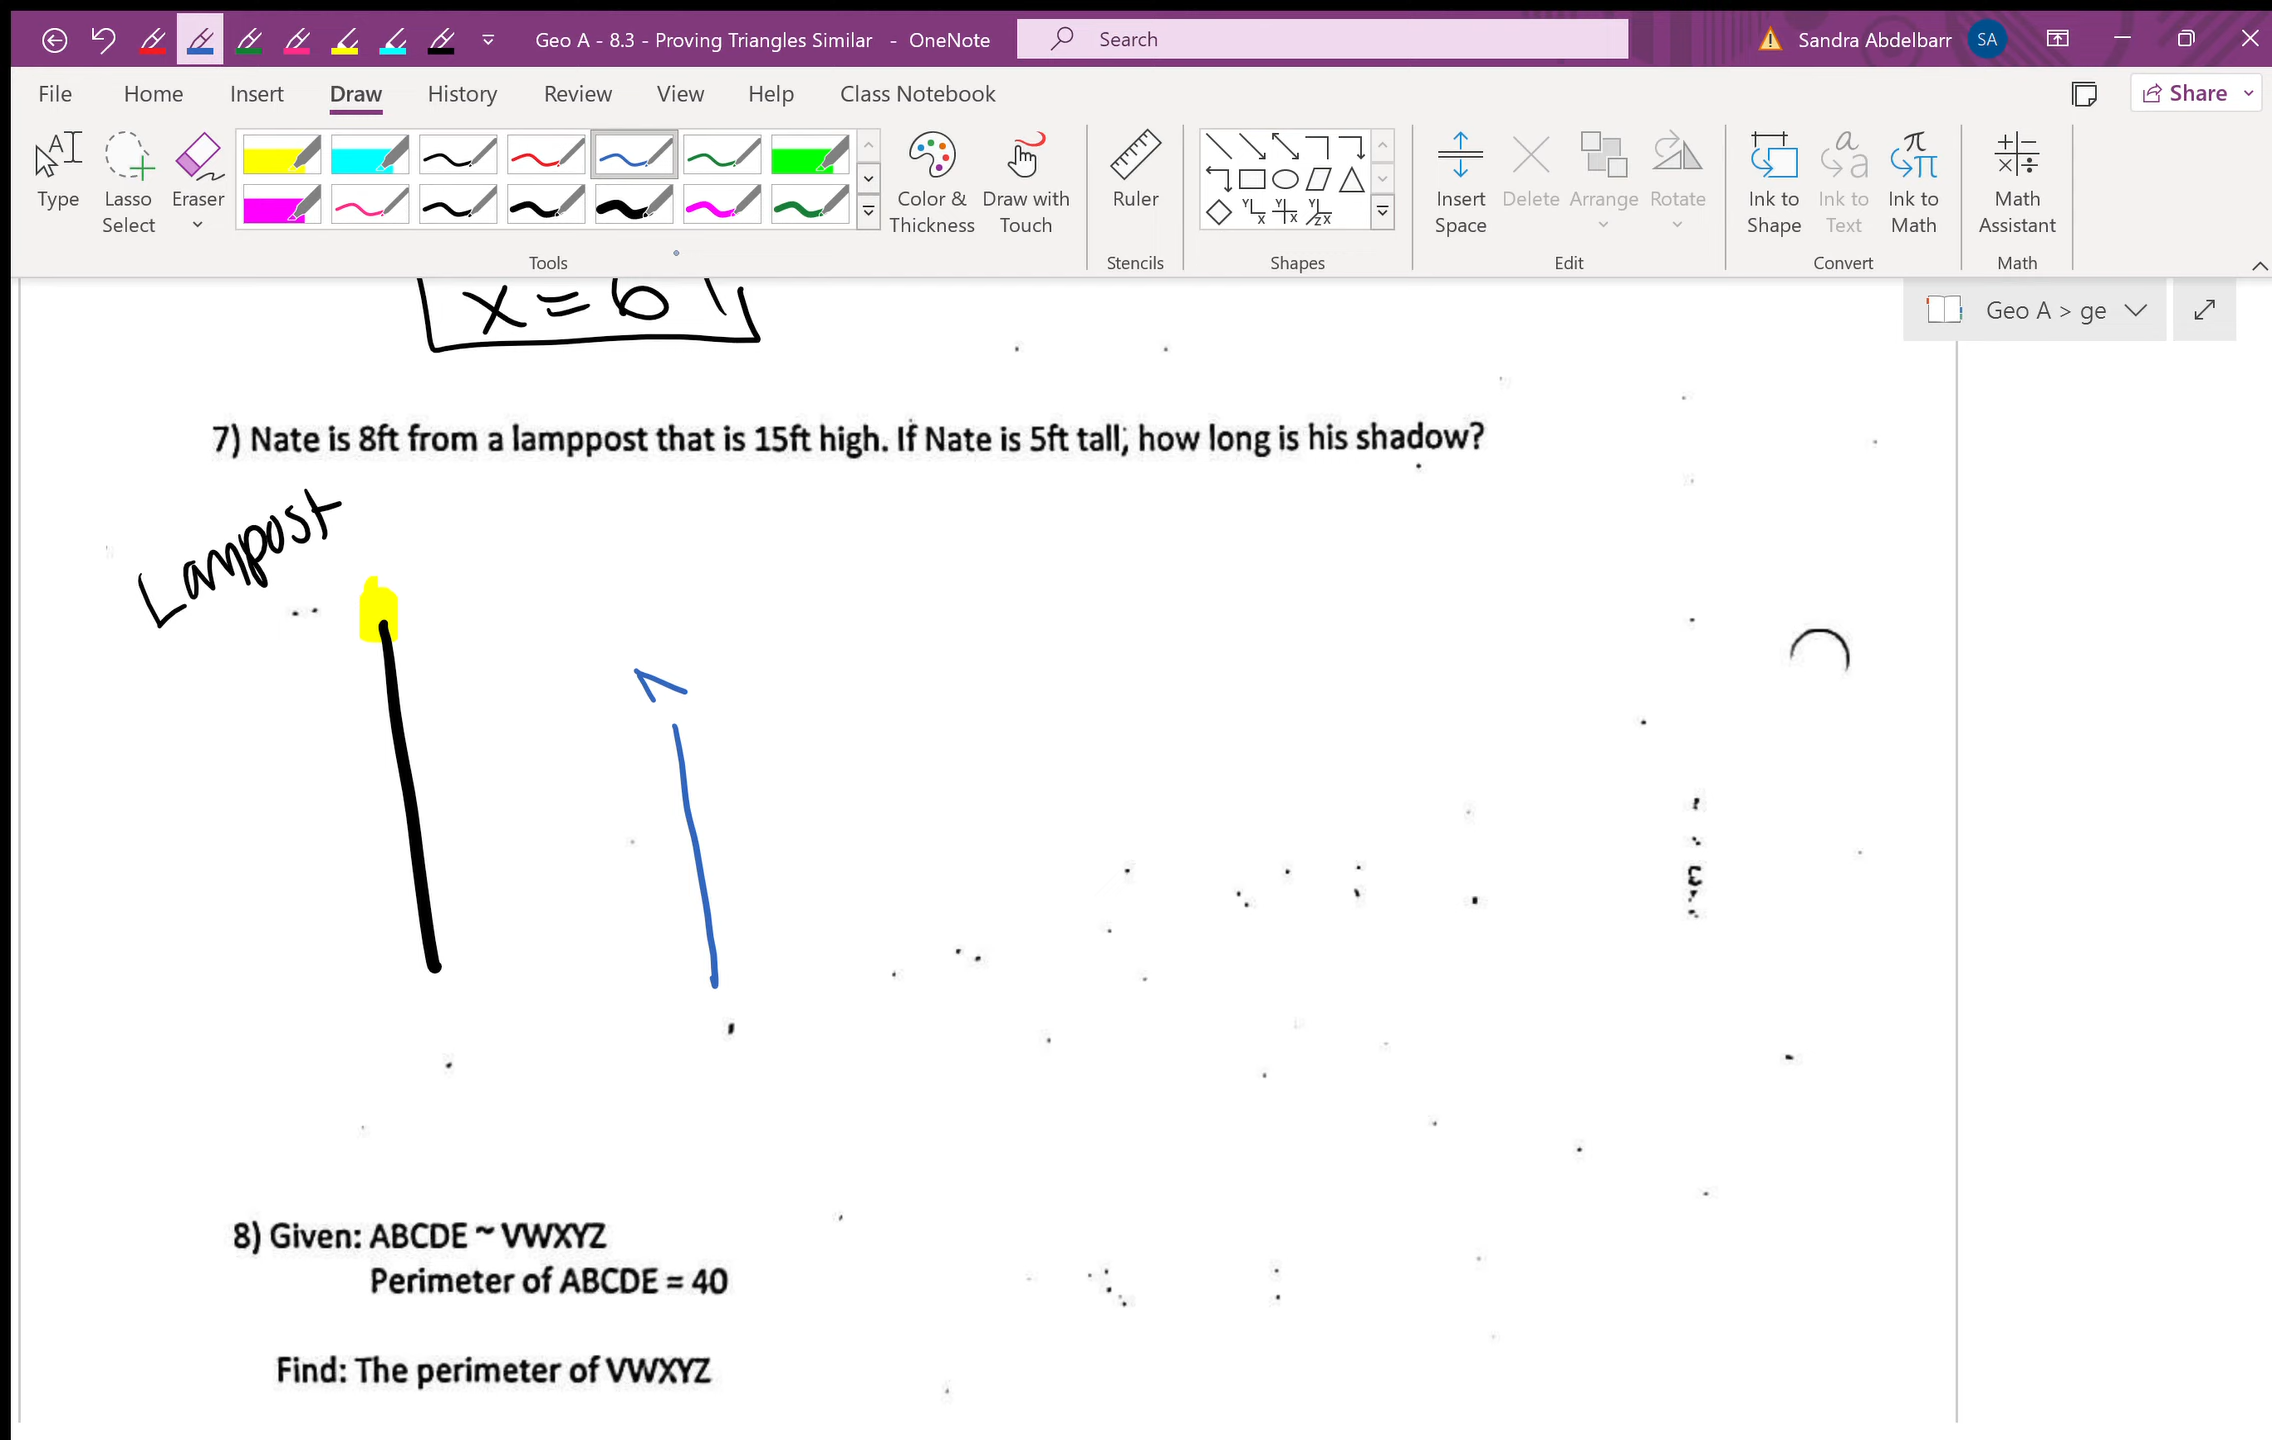 Geo A - 8.3 - Proving Triangles Similar - OneNote
Search
Sandra Abdelbarr
SA
File
Home
Insert
Draw
History
Review
View
Help
Class Notebook
Share
Type
Lasso Select
Eraser
Color & Thickness
Draw with Touch
Ruler
Insert Space
Delete
Arrange
Rotate
Ink to Shape
Ink to Text
Ink to Math
Math Assistant
Tools
Stencils
Shapes
Edit
Convert
Math
Geo A > ge
x = 6
7) Nate is 8ft from a lamppost that is 15ft high. If Nate is 5ft tall, how long is his shadow?
Lampost
8) Given: ABCDE ~ VWXYZ
Perimeter of ABCDE = 40
Find: The perimeter of VWXYZ